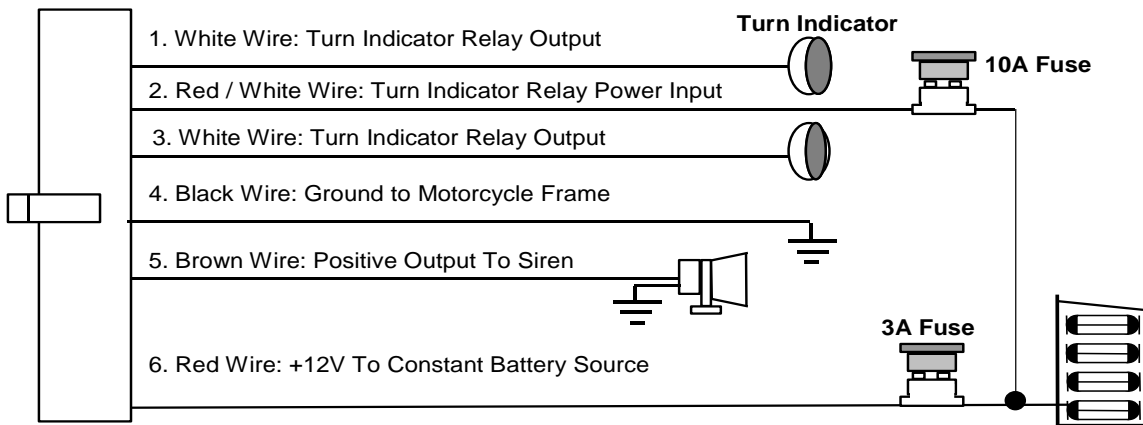 Turn Indicator
1. White Wire: Turn Indicator Relay Output
10A Fuse
2. Red / White Wire: Turn Indicator Relay Power Input
3. White Wire: Turn Indicator Relay Output
4. Black Wire: Ground to Motorcycle Frame
5. Brown Wire: Positive Output To Siren
3A Fuse
6. Red Wire: +12V To Constant Battery Source